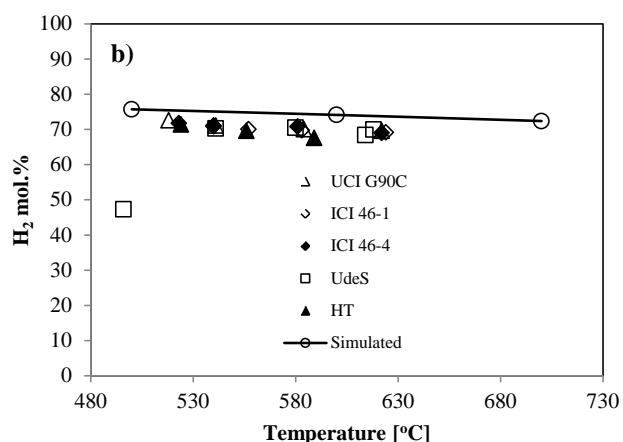 100
90
80
70
60
50
40
30
20
10
0
H2 mol.%
b)
UCI G90C
ICI 46-1
ICI 46-4
UdeS
HT
Simulated
480 530 580 630 680 730
Temperature [oC]